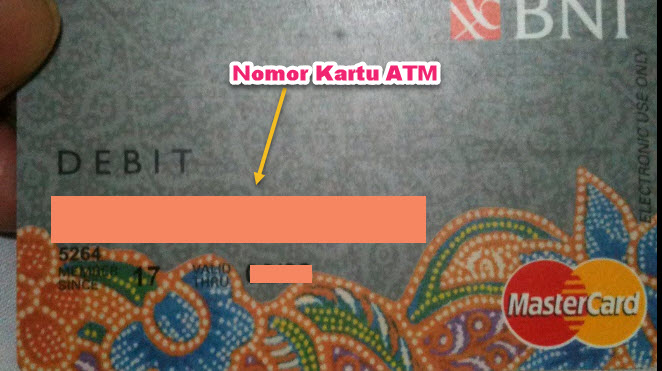 BNI
Nomor Kartu ATM
ELECTRONIC USE ONLY
DEBIT
5264
MEMBER SINCE 17 VALID THRU
MasterCard